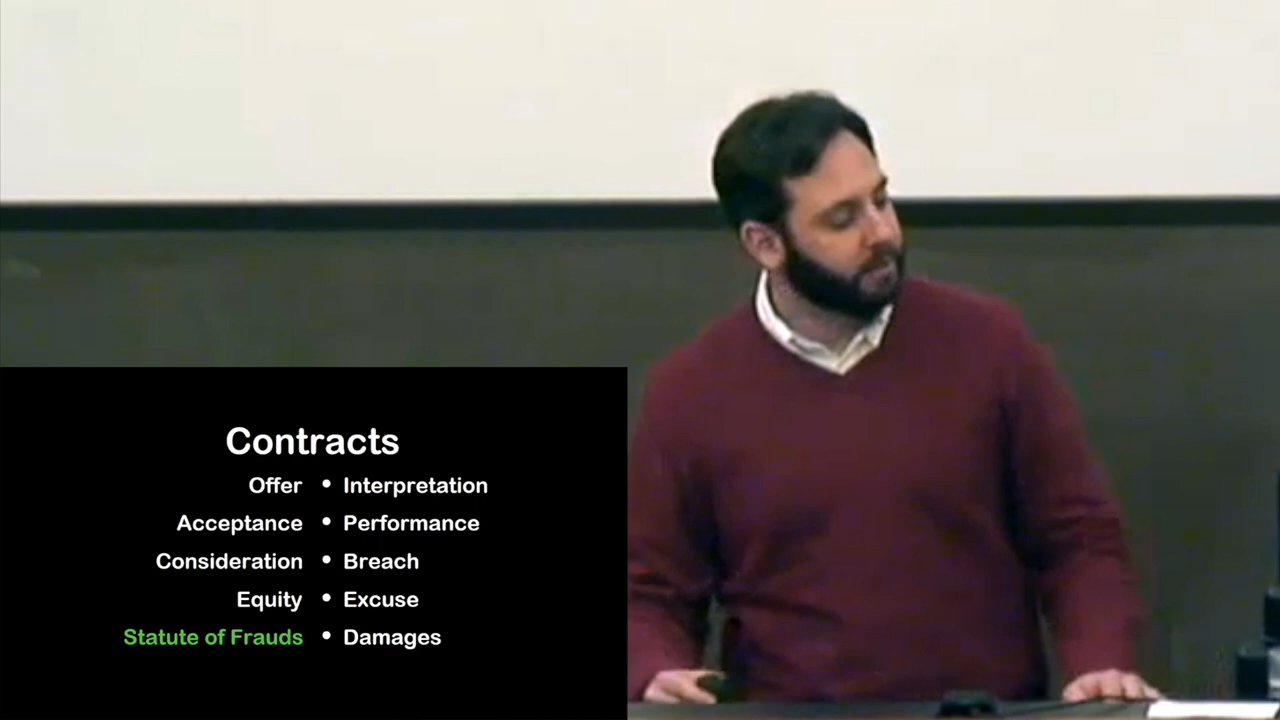 Contracts
Offer • Interpretation
Acceptance • Performance
Consideration • Breach
Equity • Excuse
Statute of Frauds • Damages